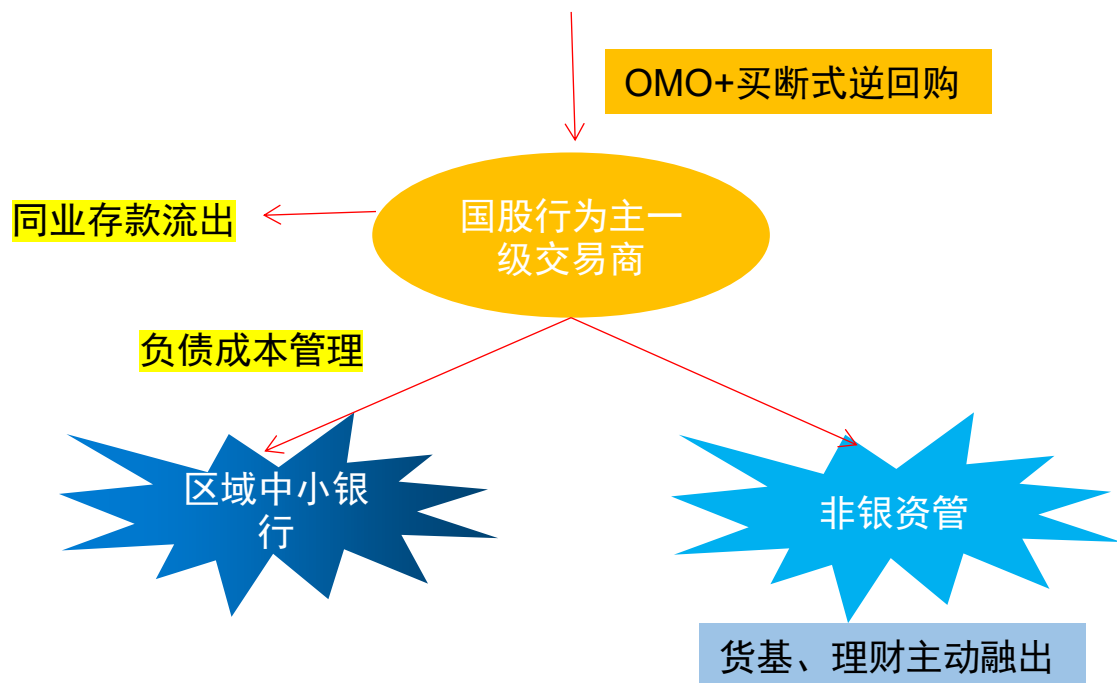 OMO+买断式逆回购
国股行为主一
级交易商
同业存款流出
负债成本管理
区域中小银
行
非银资管
货基、理财主动融出